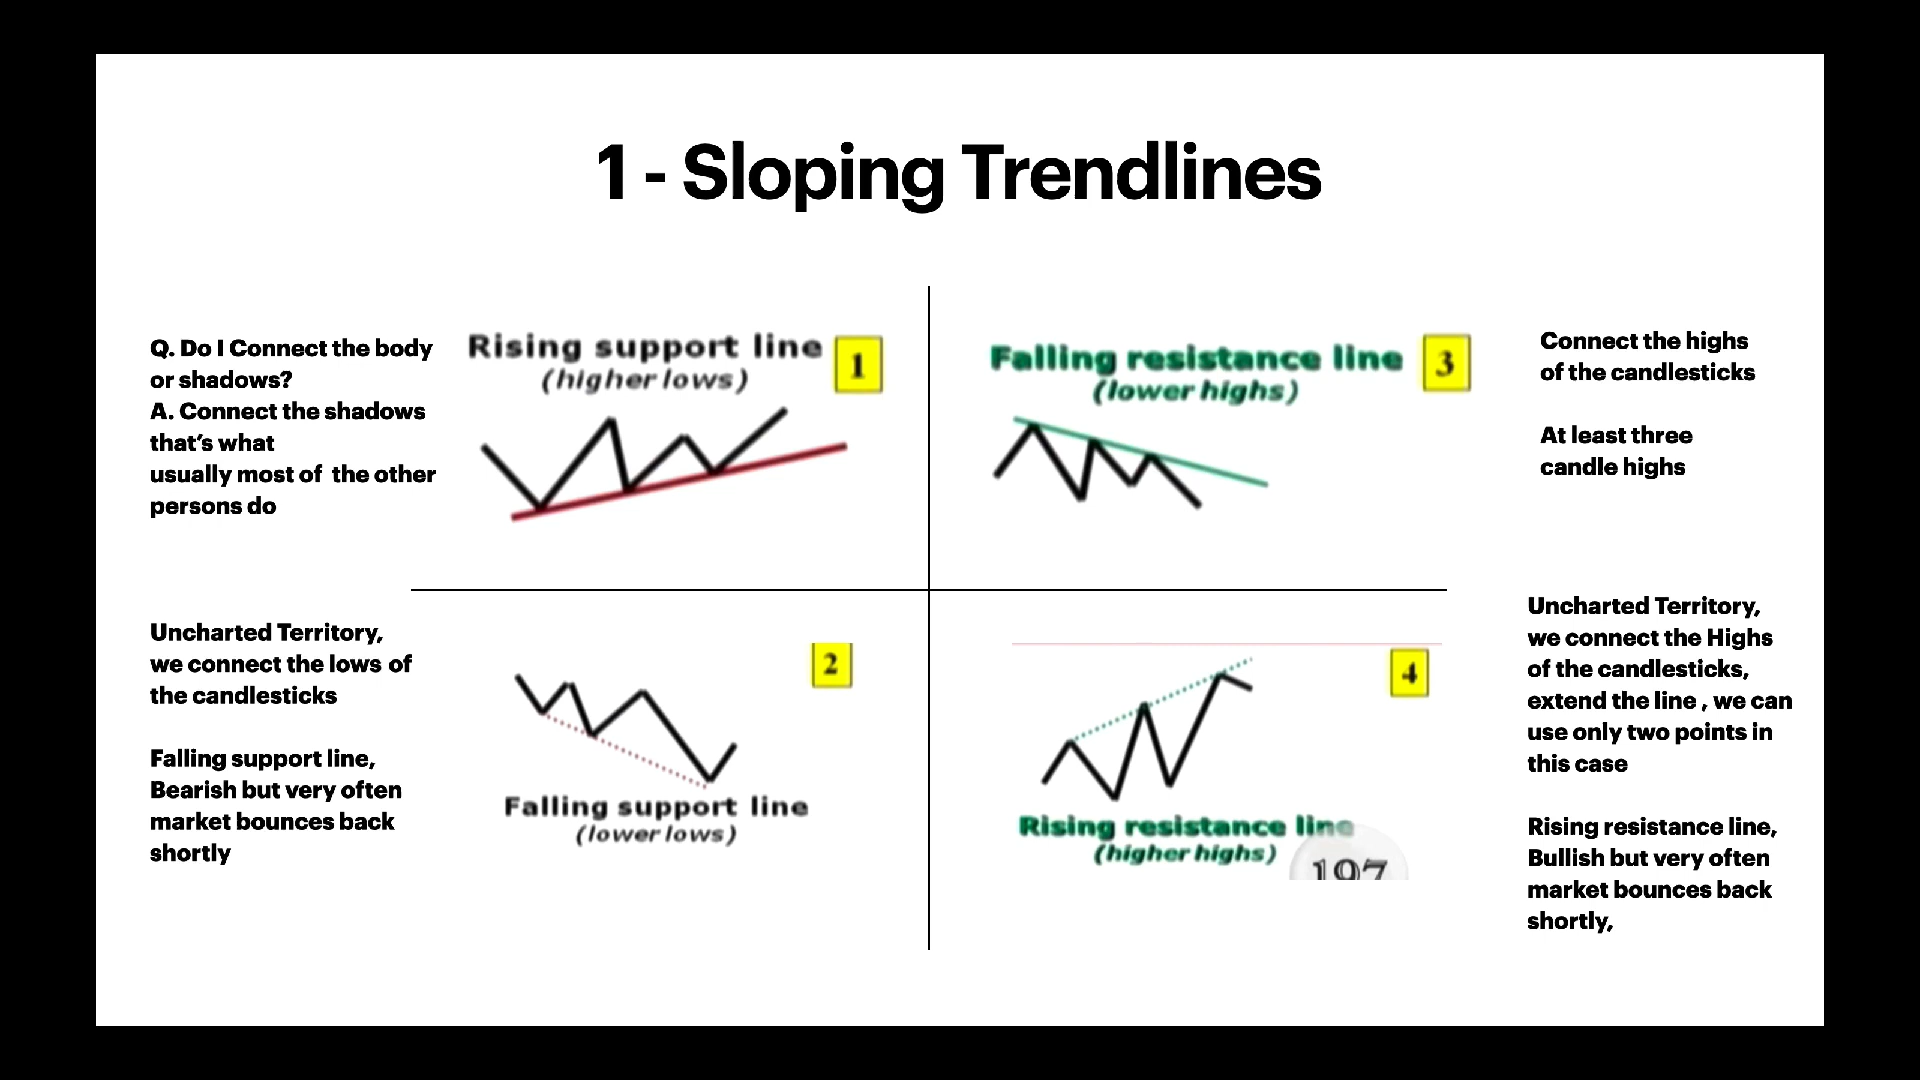 1 - Sloping Trendlines
Q. Do I Connect the body
or shadows?
A. Connect the shadows
that's what
usually most of the other
persons do
Rising support line
(higher lows)
1
Falling resistance line
(lower highs)
3
Connect the highs
of the candlesticks
At least three
candle highs
Uncharted Territory,
we connect the lows of
the candlesticks
Falling support line,
Bearish but very often
market bounces back
shortly
2
Falling support line
(lower lows)
4
Rising resistance line
(higher highs)
197
Uncharted Territory,
we connect the Highs
of the candlesticks,
extend the line , we can
use only two points in
this case
Rising resistance line,
Bullish but very often
market bounces back
shortly,